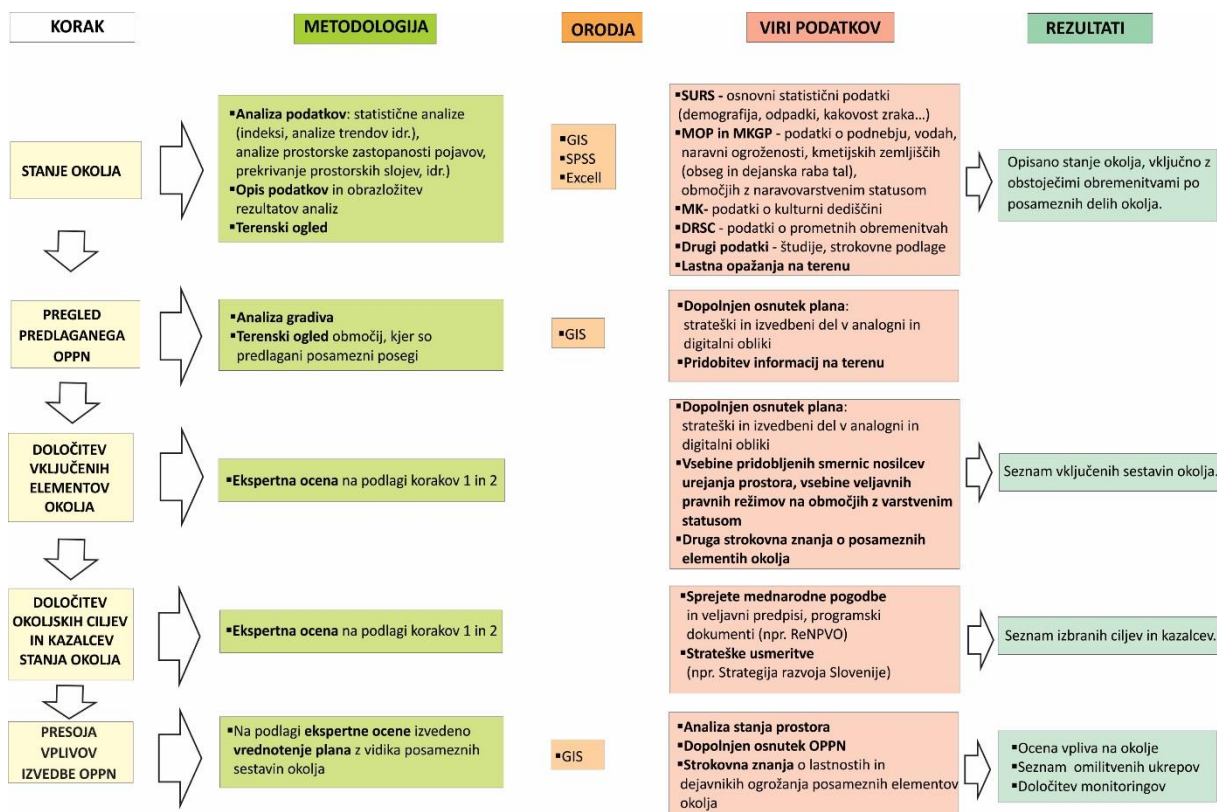 KORAK
METODOLOGIJA
ORODJA
VIRI PODATKOV
REZULTATI
STANJE OKOLJA
▪Analiza podatkov: statistične analize
(indeksi, analize trendov idr.),
analize prostorske zastopanosti pojavov,
prekrivanje prostorskih slojev, idr.)
▪Opis podatkov in obrazložitev
rezultatov analiz
▪Terenski ogled
▪GIS
▪SPSS
▪Excell
▪SURS - osnovni statistični podatki
(demografija, odpadki, kakovost zraka...)
▪MOP in MKGP - podatki o podnebju, vodah,
naravni ogroženosti, kmetijskih zemljiščih
(obseg in dejanska raba tal),
območjih z naravovarstvenim statusom
▪MK- podatki o kulturni dediščini
▪DRSC - podatki o prometnih obremenitvah
▪Drugi podatki - študije, strokovne podlage
▪Lastna opažanja na terenu
Opisano stanje okolja, vključno z
obstoječimi obremenitvami po
posameznih delih okolja.
PREGLED
PREDLAGANEGA
OPPN
▪Analiza gradiva
▪Terenski ogled območij, kjer so
predlagani posamezni posegi
▪GIS
▪Dopolnjen osnutek plana:
strateški in izvedbeni del v analogni in
digitalni obliki
▪Pridobitev informacij na terenu
DOLOČITEV
VKLJUČENIH
ELEMENTOV
OKOLJA
▪Ekspertna ocena na podlagi korakov 1 in 2
▪Dopolnjen osnutek plana:
strateški in izvedbeni del v analogni in
digitalni obliki
▪Vsebine pridobljenih smernic nosilcev
urejanja prostora, vsebine veljavnih
pravnih režimov na območjih z varstvenim
statusom
▪Druga strokovna znanja o posameznih
elementih okolja
Seznam vključenih sestavin okolja.
DOLOČITEV
OKOLJSKIH CILJEV
IN KAZALCEV
STANJA OKOLJA
▪Ekspertna ocena na podlagi korakov 1 in 2
▪Sprejete mednarodne pogodbe
in veljavni predpisi, programski
dokumenti (npr. ReNPVO)
▪Strateške usmeritve
(npr. Strategija razvoja Slovenije)
Seznam izbranih ciljev in kazalcev.
PRESOJA
VPLIVOV
IZVEDBE OPPN
▪Na podlagi ekspertne ocene izvedeno
vrednotenje plana z vidika posameznih
sestavin okolja
▪GIS
▪Analiza stanja prostora
▪Dopolnjen osnutek OPPN
▪Strokovna znanja o lastnostih in
dejavnikih ogrožanja posameznih elementov
okolja
▪Ocena vpliva na okolje
▪Seznam omilitvenih ukrepov
▪Določitev monitoringov